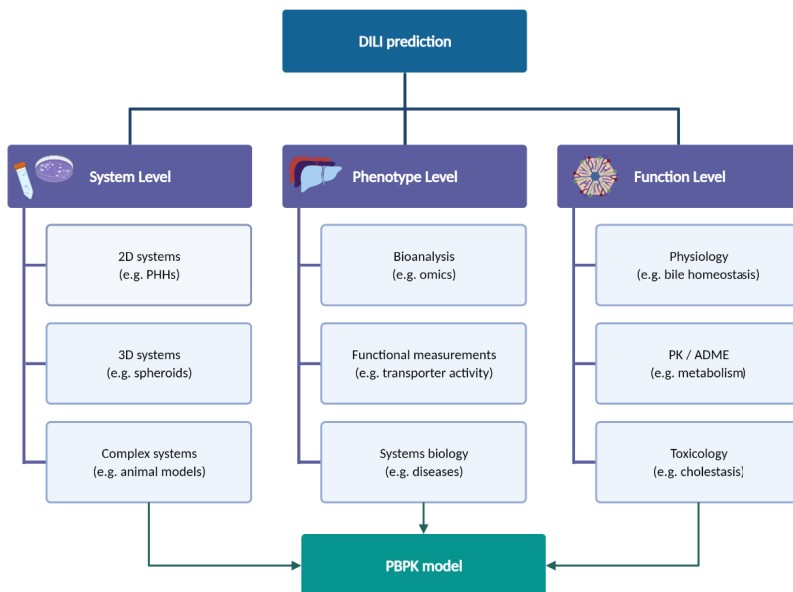 DILI prediction
System Level
Phenotype Level
Function Level
2D systems
(e.g. PHHs)
Bioanalysis
(e.g. omics)
Physiology
(e.g. bile homeostasis)
3D systems
(e.g. spheroids)
Functional measurements
(e.g. transporter activity)
PK / ADME
(e.g. metabolism)
Complex systems
(e.g. animal models)
Systems biology
(e.g. diseases)
Toxicology
(e.g. cholestasis)
PBPK model